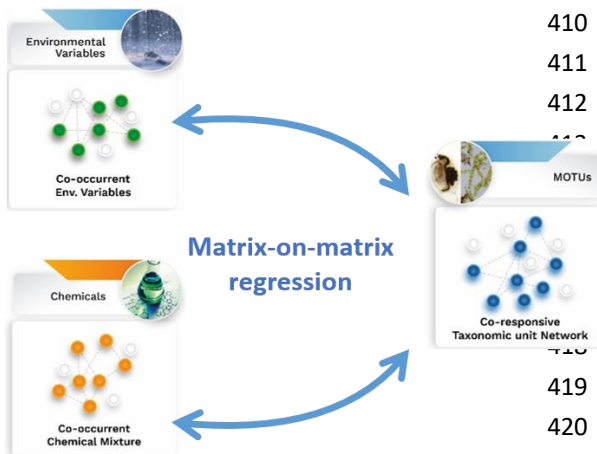 Environmental
Variables
Co-occurrent
Env. Variables
Chemicals
Co-occurrent
Chemical Mixture
Matrix-on-matrix
regression
MOTUs
Co-responsive
Taxonomic unit Network
410
411
412
419
420